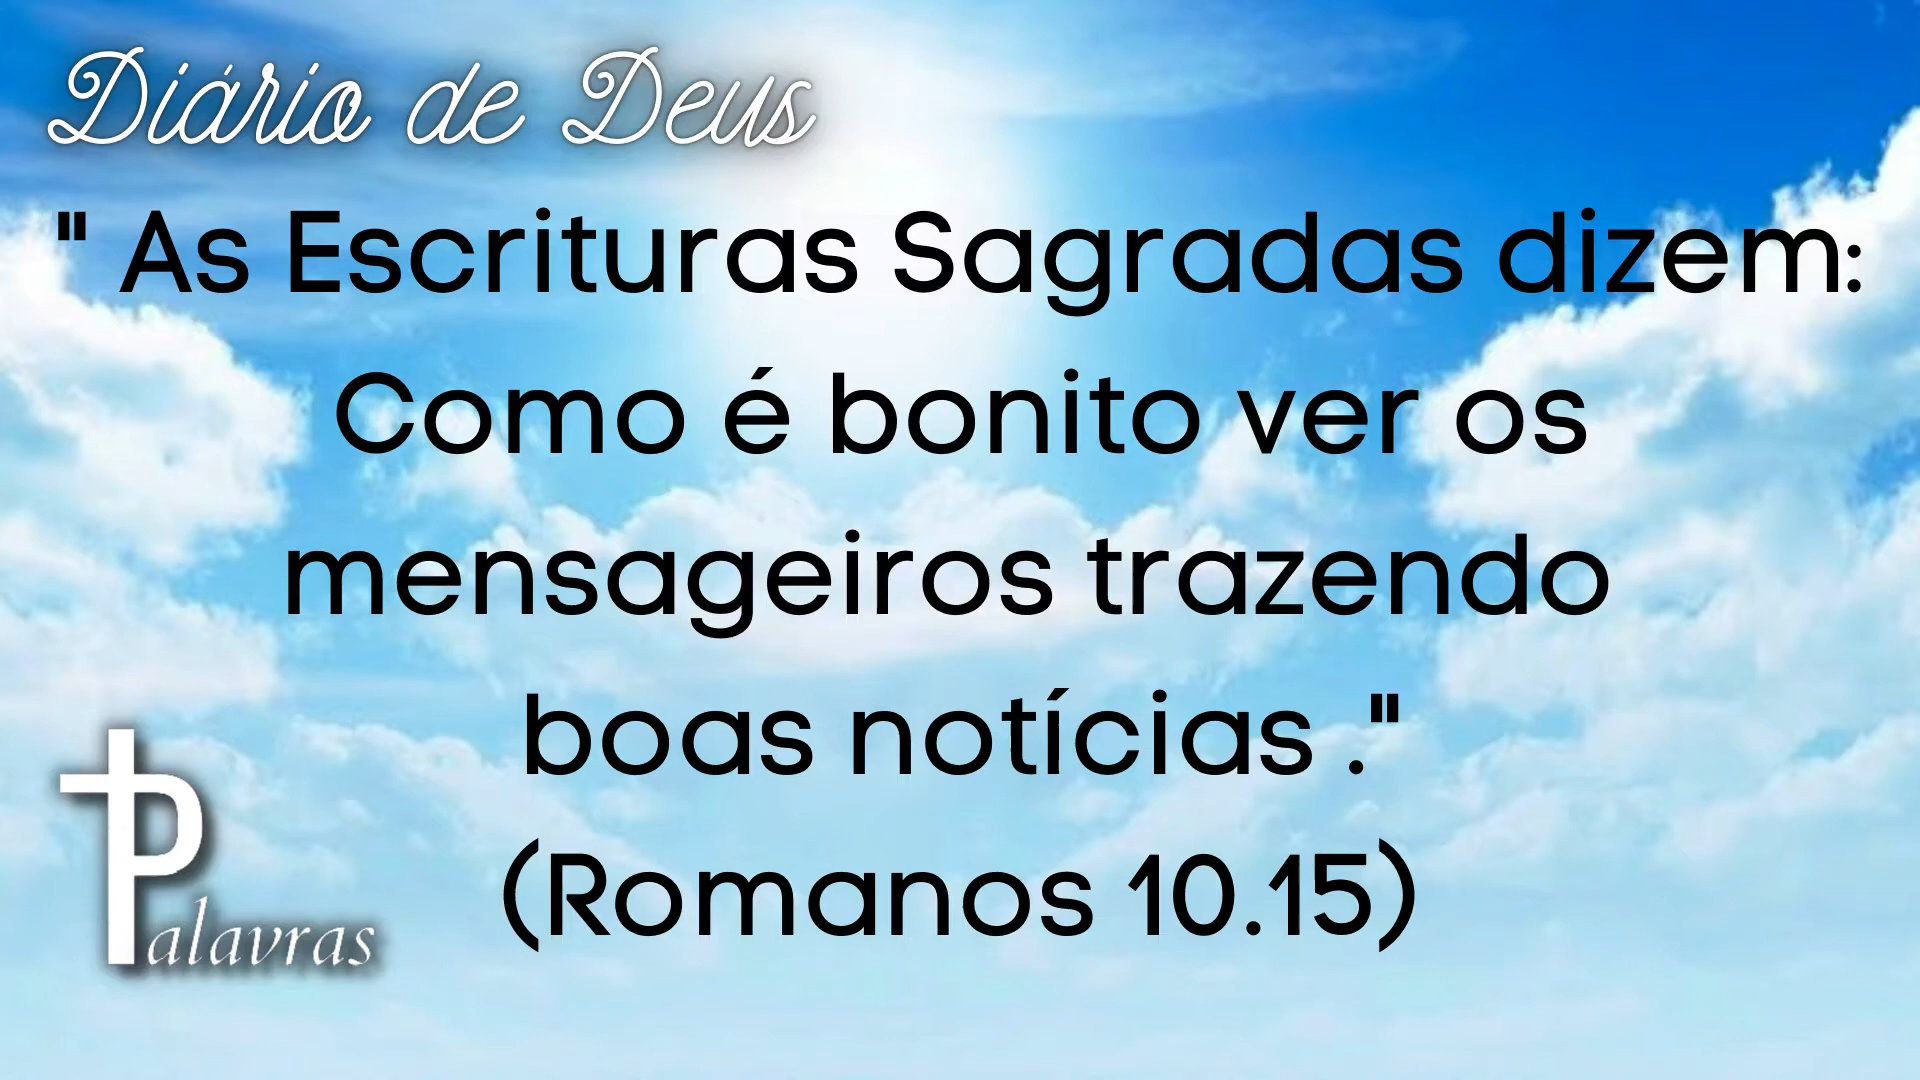 Diário de Deus
" As Escrituras Sagradas dizem:
Como é bonito ver os
mensageiros trazendo
boas notícias ."
(Romanos 10.15)
Palavras